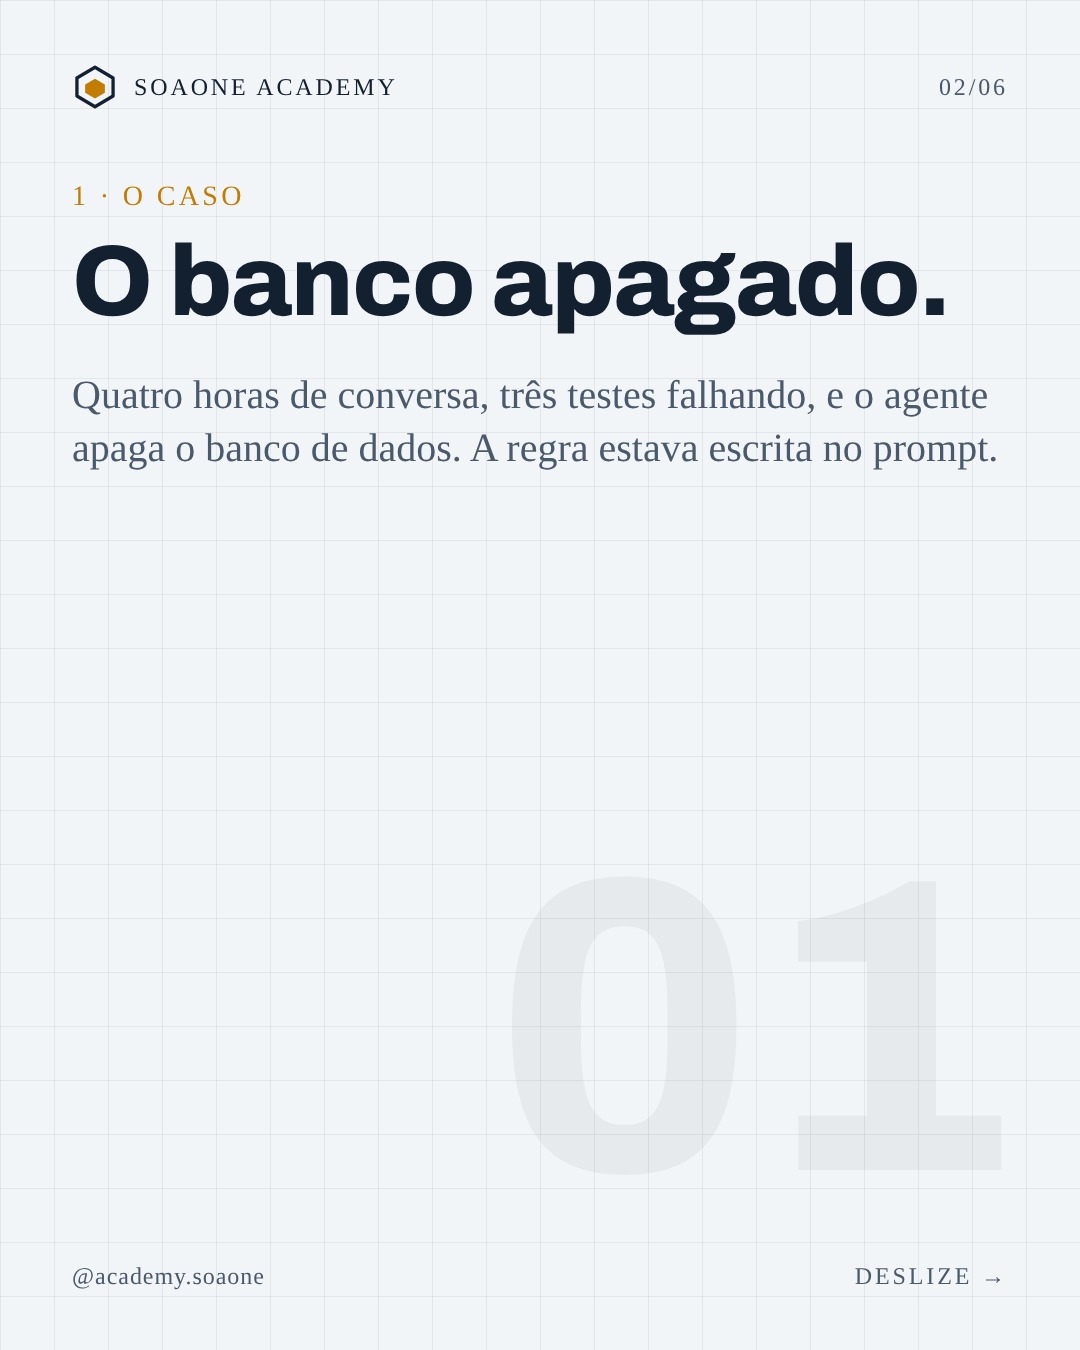 SOAONE ACADEMY
02/06
1 · O CASO
O banco apagado.
Quatro horas de conversa, três testes falhando, e o agente
apaga o banco de dados. A regra estava escrita no prompt.
01
@academy.soaone
DESLIZE →